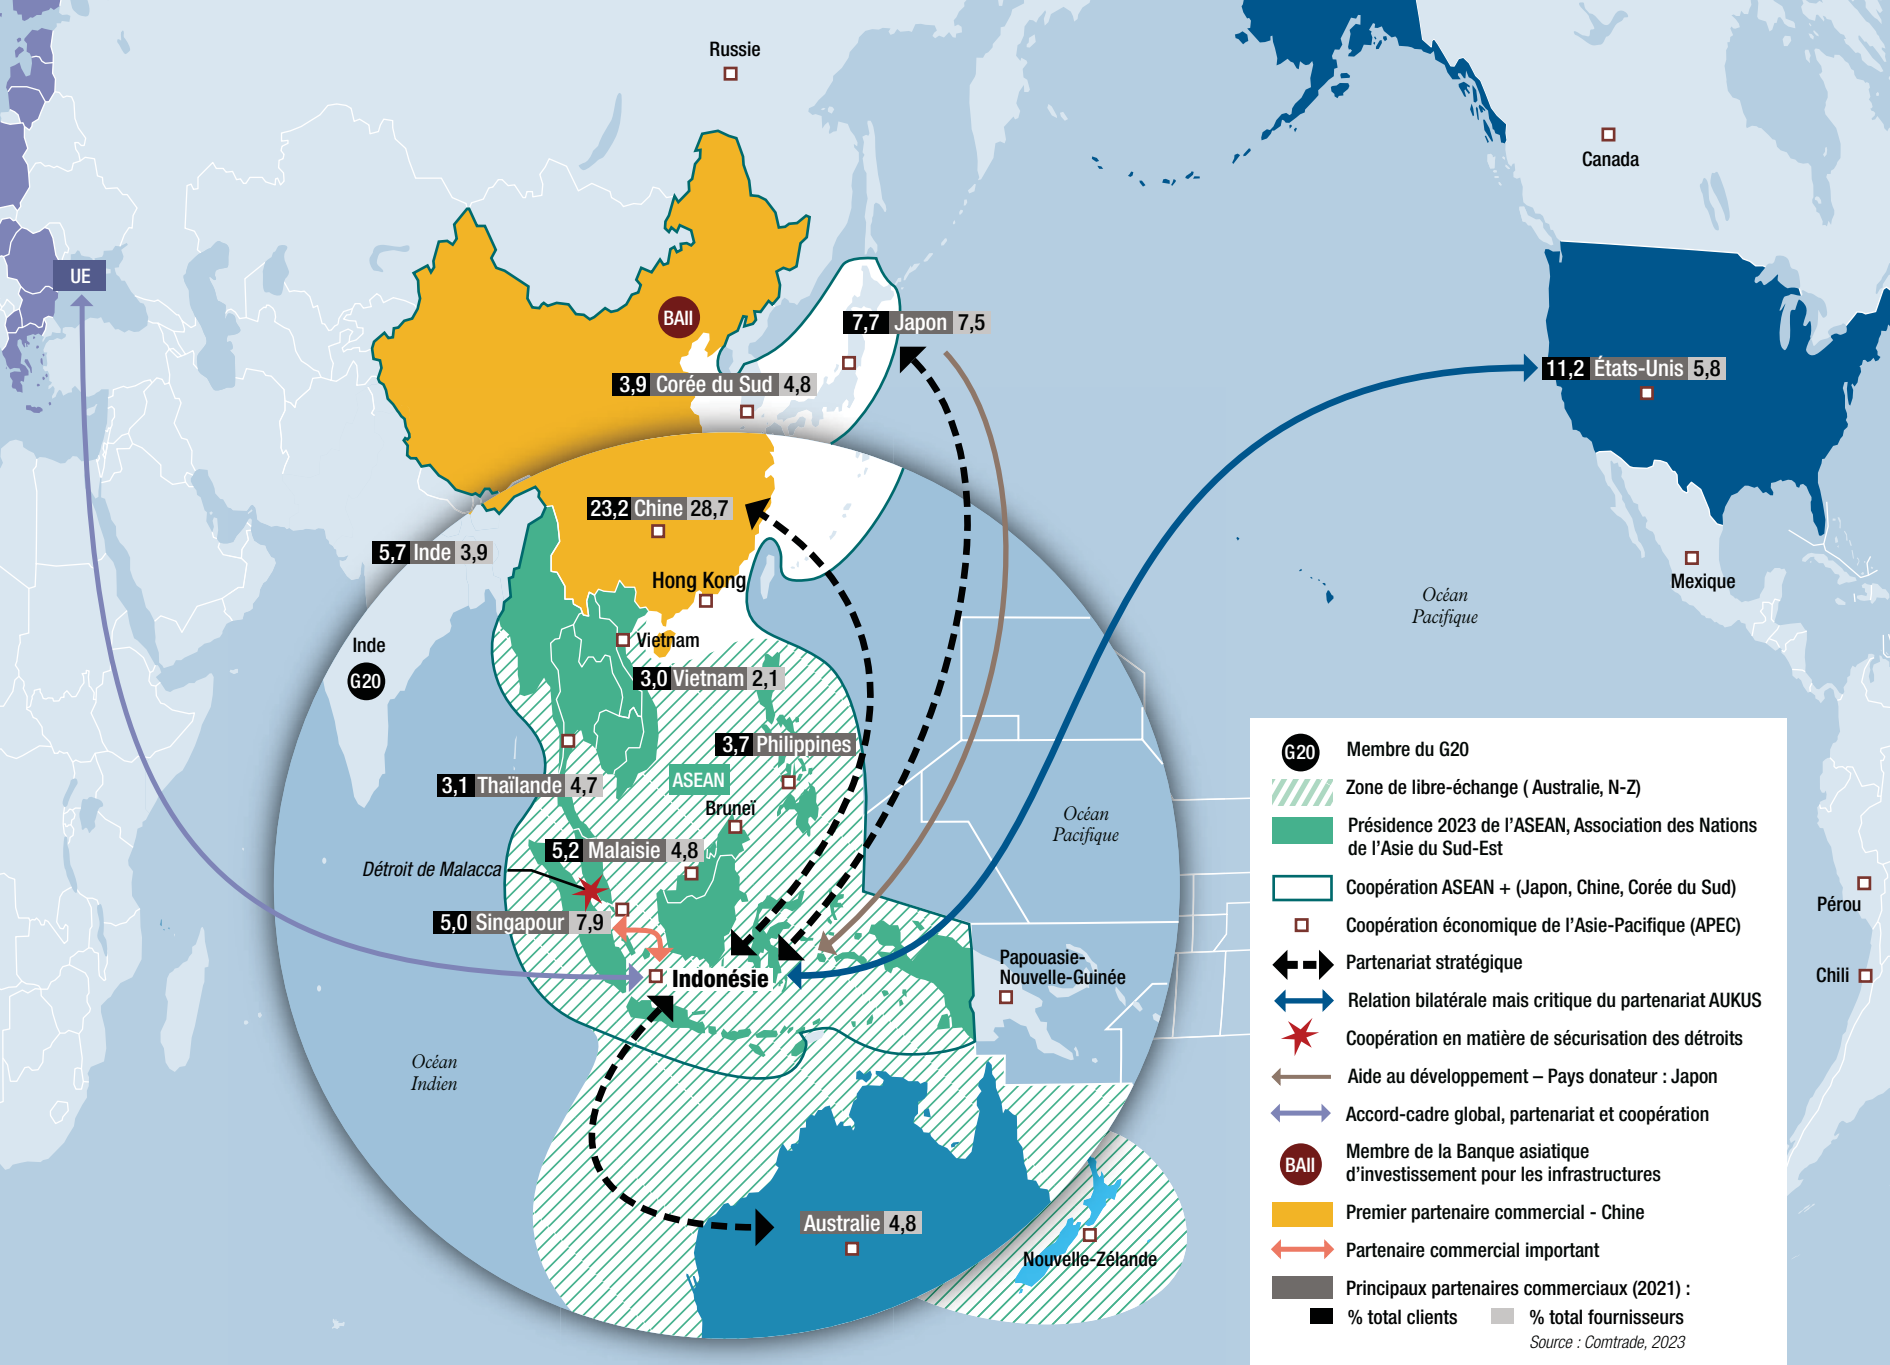 Russie
Canada
UE
BAII
7,7 Japon 7,5
3,9 Corée du Sud 4,8
11,2 États-Unis 5,8
23,2 Chine 28,7
5,7 Inde 3,9
Hong Kong
Mexique
Océan
Pacifique
Inde
G20
Vietnam
3,0 Vietnam 2,1
3,7 Philippines
3,1 Thaïlande 4,7
ASEAN
Bruneï
Océan
Pacifique
5,2 Malaisie 4,8
Détroit de Malacca
5,0 Singapour 7,9
Indonésie
Papouasie-
Nouvelle-Guinée
Pérou
Chili
Océan
Indien
Australie 4,8
Nouvelle-Zélande
G20 Membre du G20
Zone de libre-échange ( Australie, N-Z)
Présidence 2023 de l'ASEAN, Association des Nations
de l'Asie du Sud-Est
Coopération ASEAN + (Japon, Chine, Corée du Sud)
Coopération économique de l'Asie-Pacifique (APEC)
Partenariat stratégique
Relation bilatérale mais critique du partenariat AUKUS
Coopération en matière de sécurisation des détroits
Aide au développement – Pays donateur : Japon
Accord-cadre global, partenariat et coopération
BAII Membre de la Banque asiatique
d'investissement pour les infrastructures
Premier partenaire commercial - Chine
Partenaire commercial important
Principaux partenaires commerciaux (2021) :
% total clients % total fournisseurs
Source : Comtrade, 2023